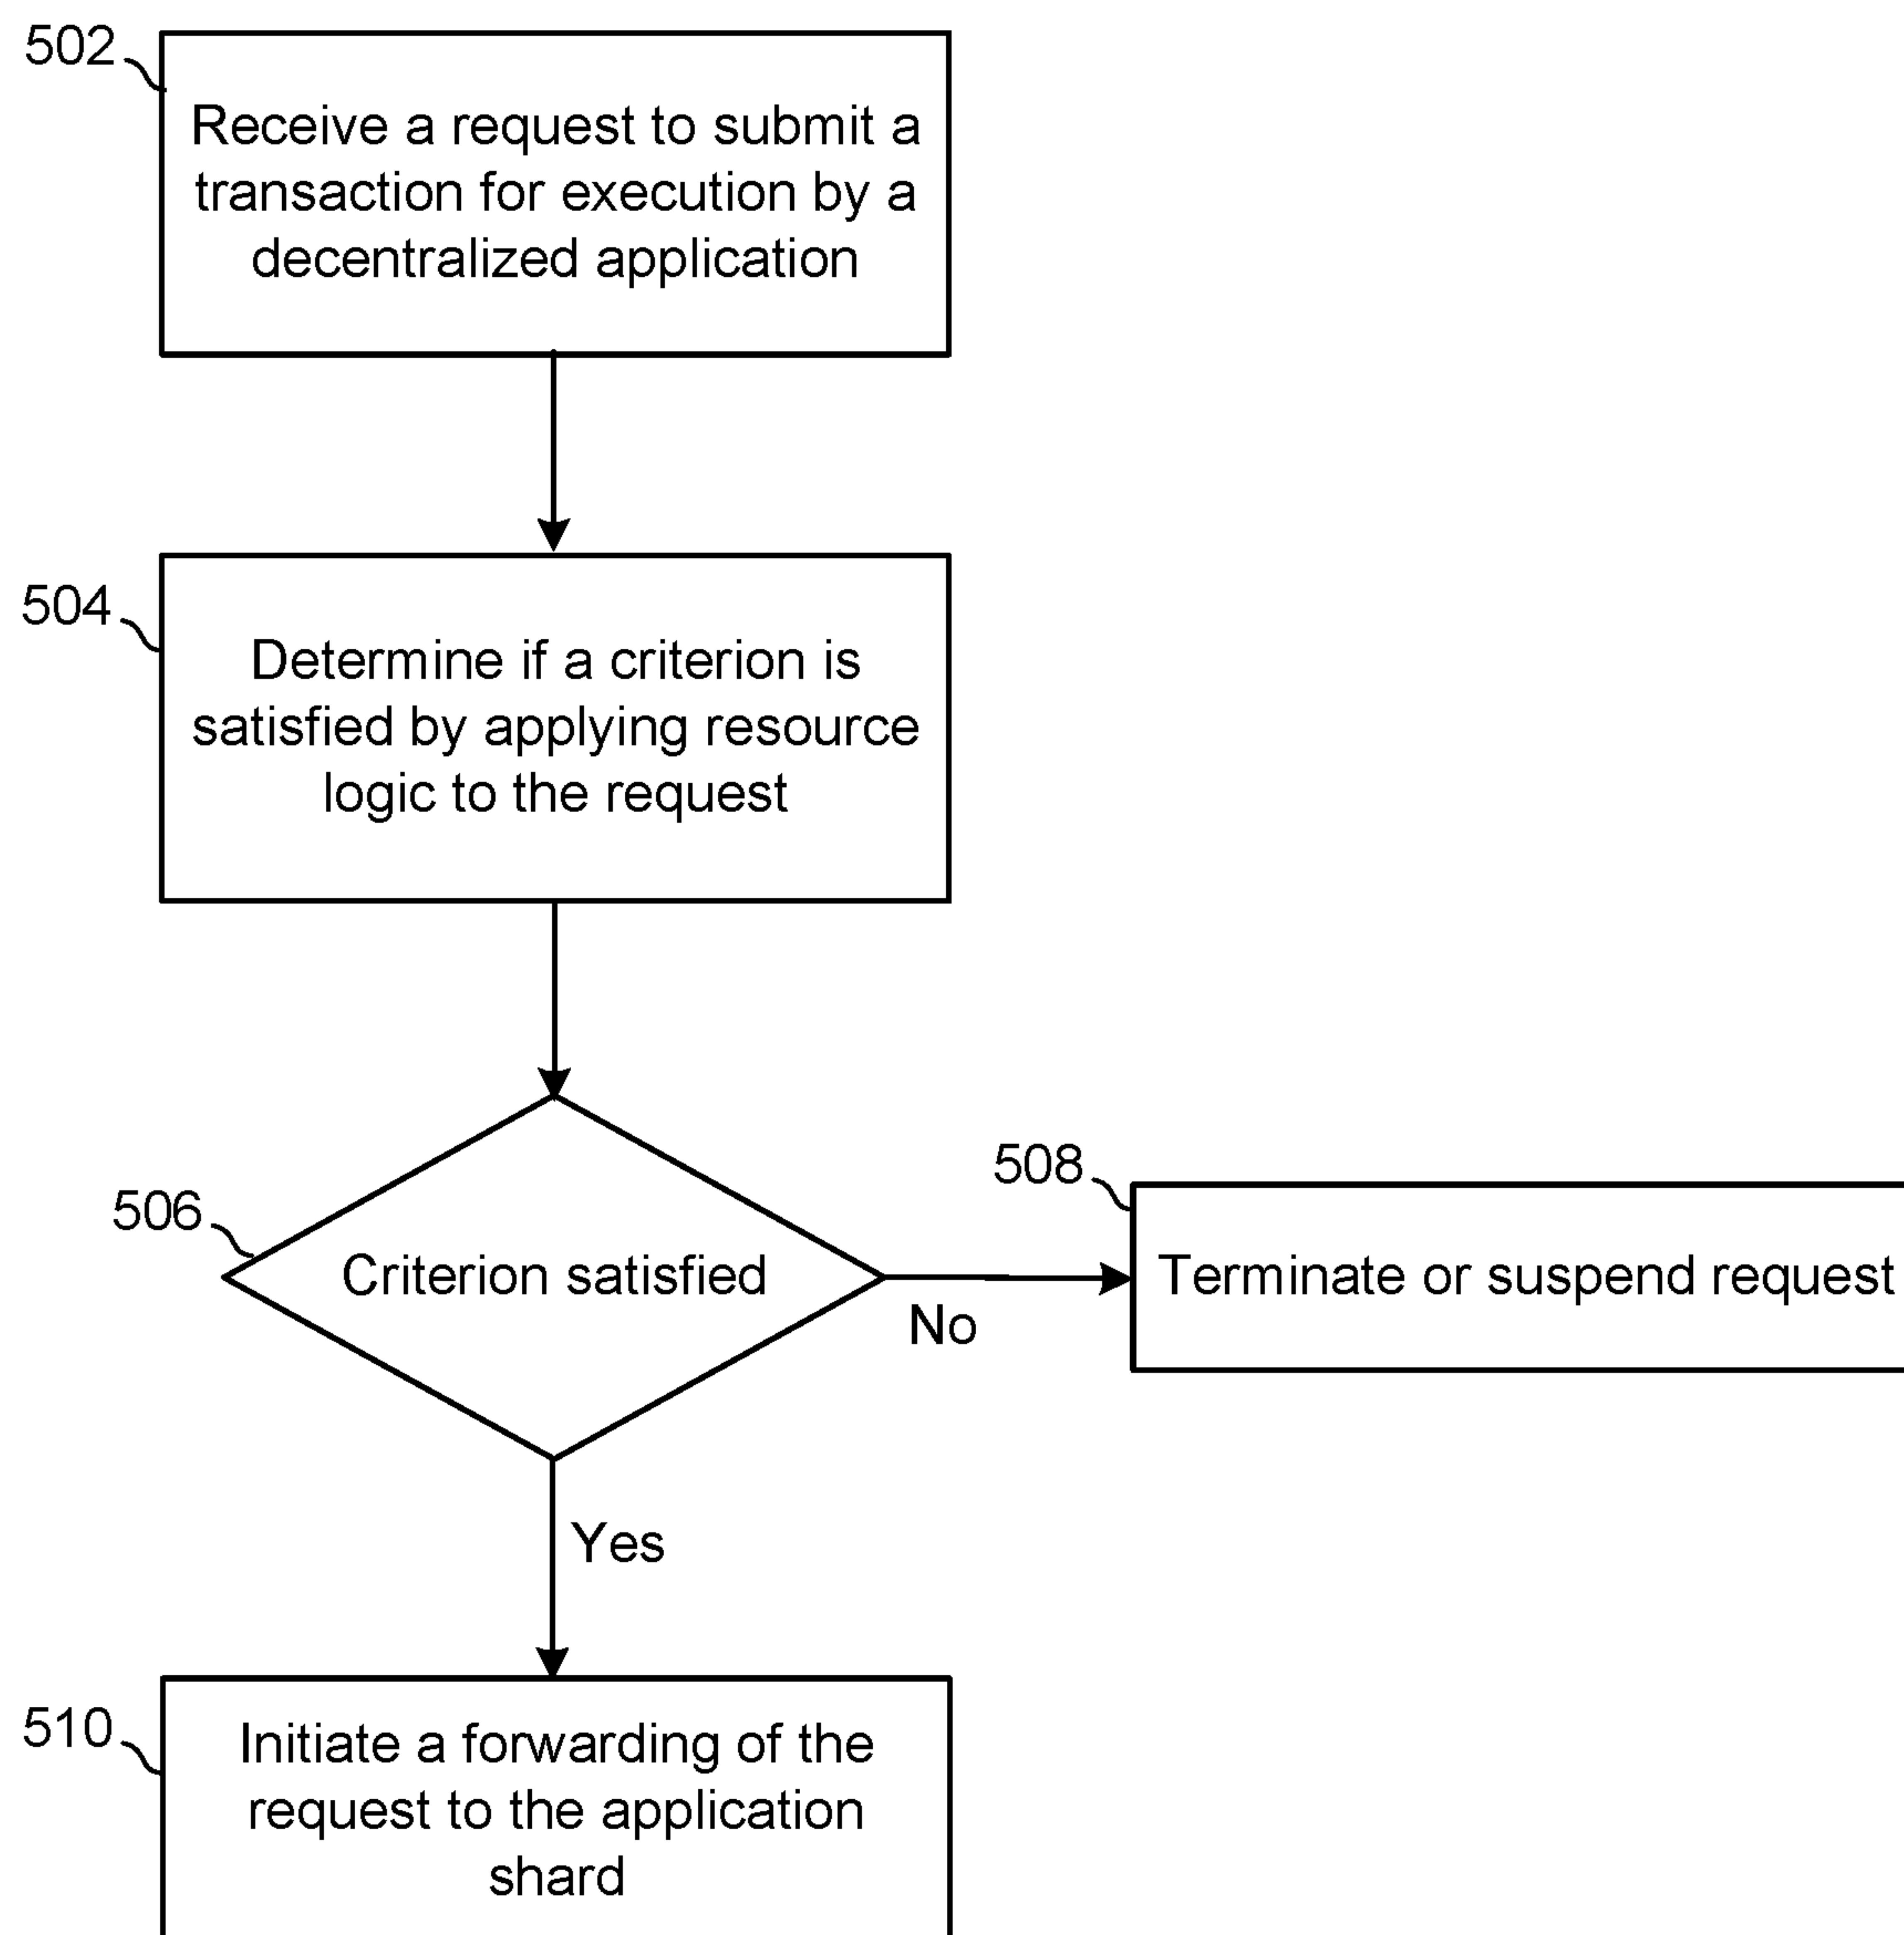 502
Receive a request to submit a
transaction for execution by a
decentralized application
504
Determine if a criterion is
satisfied by applying resource
logic to the request
506
Criterion satisfied
508
Terminate or suspend request
No
Yes
510
Initiate a forwarding of the
request to the application
shard